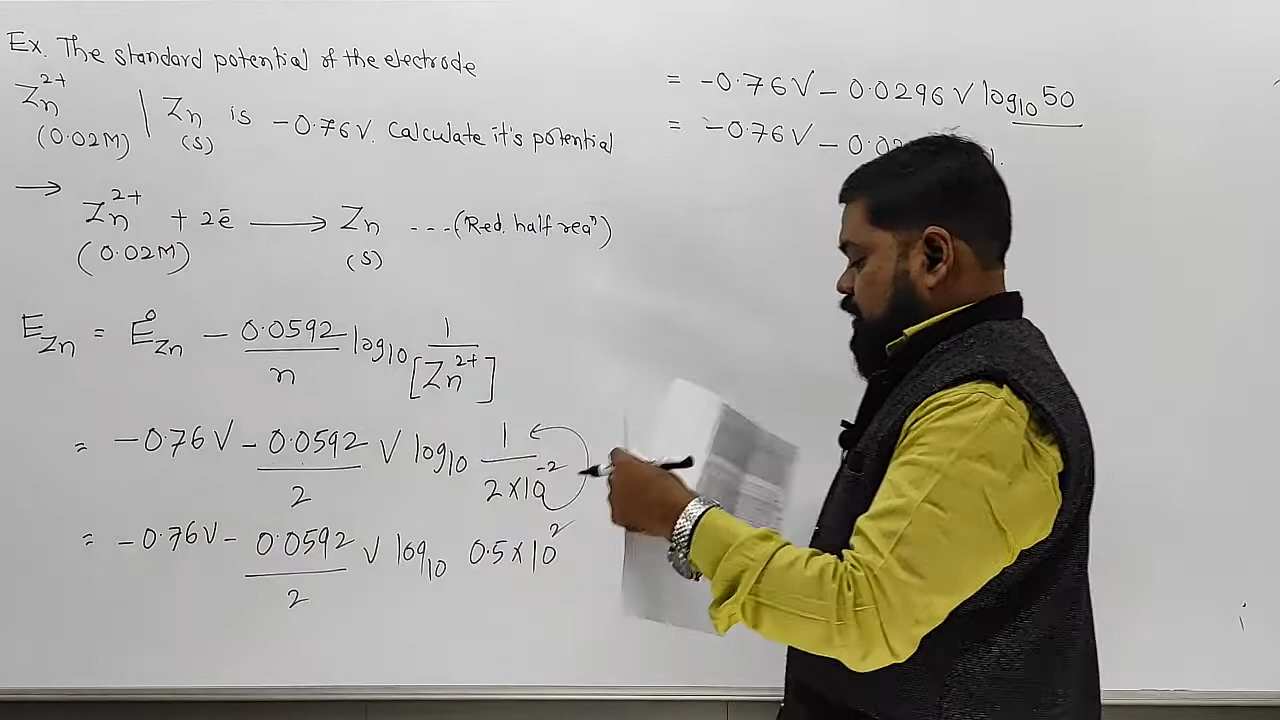 Ex. The standard potential of the electrode
Zn²⁺ | Zn is -0.76V. Calculate it's potential
(0.02M) (s)
→ Zn²⁺ + 2ē ⟶ Zn ---(Red. half reaⁿ)
(0.02M) (s)
E_Zn = E°_Zn - 0.0592/n log₁₀ 1/[Zn²⁺]
= -0.76V - 0.0592/2 V log₁₀ 1/2×10⁻²
= -0.76V - 0.0592/2 V log₁₀ 0.5×10²
= -0.76V - 0.0296 V log₁₀ 50
= -0.76V - 0.02